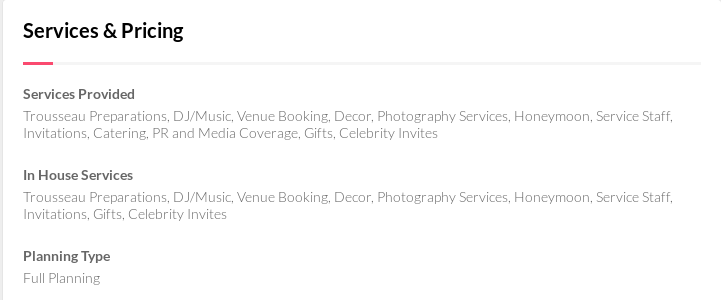 Services & Pricing
Services Provided
Trousseau Preparations, DJ/Music, Venue Booking, Decor, Photography Services, Honeymoon, Service Staff,
Invitations, Catering, PR and Media Coverage, Gifts, Celebrity Invites
In House Services
Trousseau Preparations, DJ/Music, Venue Booking, Decor, Photography Services, Honeymoon, Service Staff,
Invitations, Gifts, Celebrity Invites
Planning Type
Full Planning